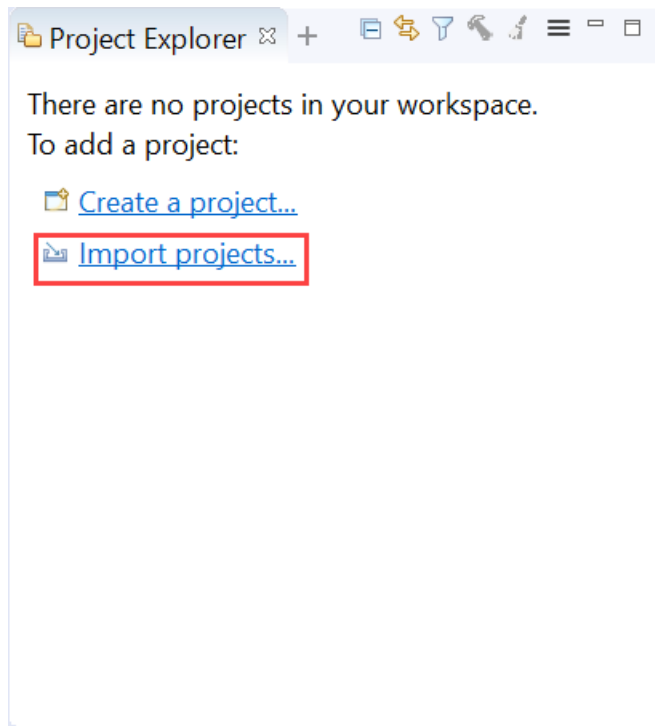 Project Explorer
There are no projects in your workspace.
To add a project:
Create a project...
Import projects...